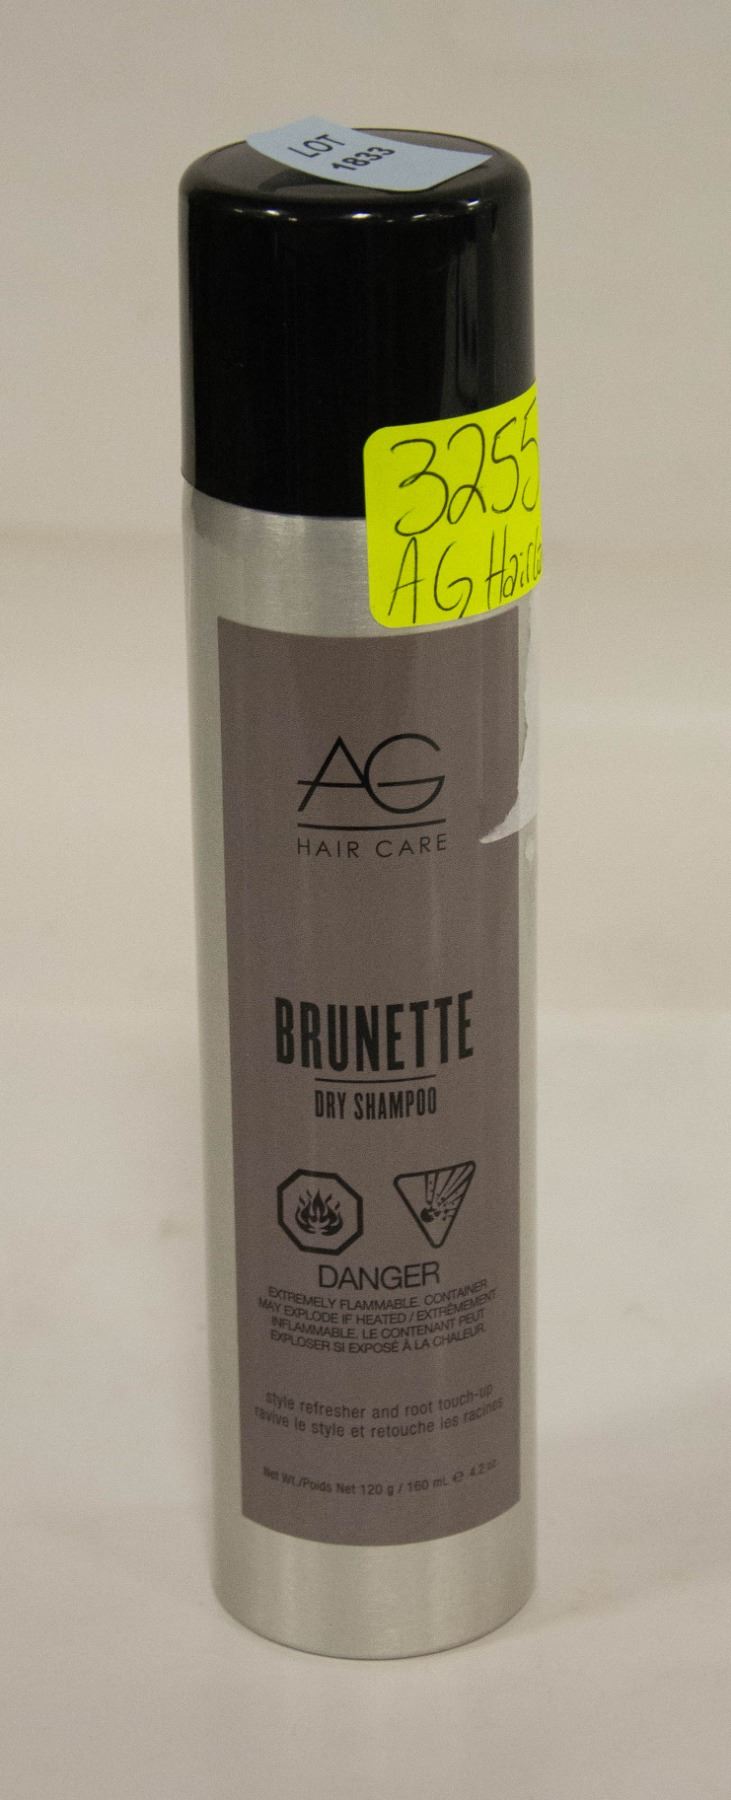 LOT
1833
3255
AG Hair
AG
HAIR CARE
BRUNETTE
DRY SHAMPOO
DANGER
EXTREMELY FLAMMABLE. CONTAINER
MAY EXPLODE IF HEATED / EXTRÊMEMENT
INFLAMMABLE. LE CONTENANT PEUT
EXPLOSER SI EXPOSÉ À LA CHALEUR.
style refresher and root touch-up
ravive le style et retouche les racines
Net Wt./Poids Net 120 g / 160 mL ℮ 4.2 oz